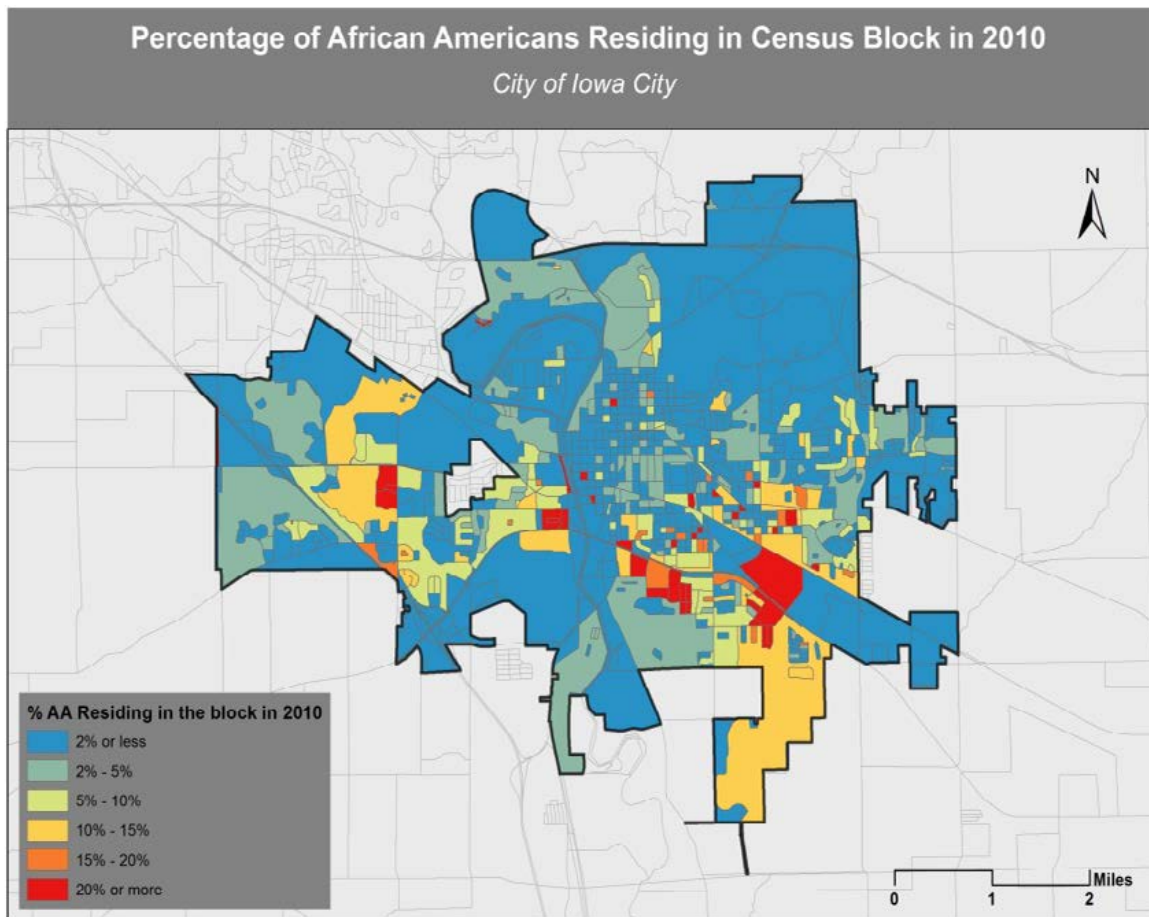 Percentage of African Americans Residing in Census Block in 2010
City of Iowa City
N
% AA Residing in the block in 2010
2% or less
2% - 5%
5% - 10%
10% - 15%
15% - 20%
20% or more
Miles
0 1 2